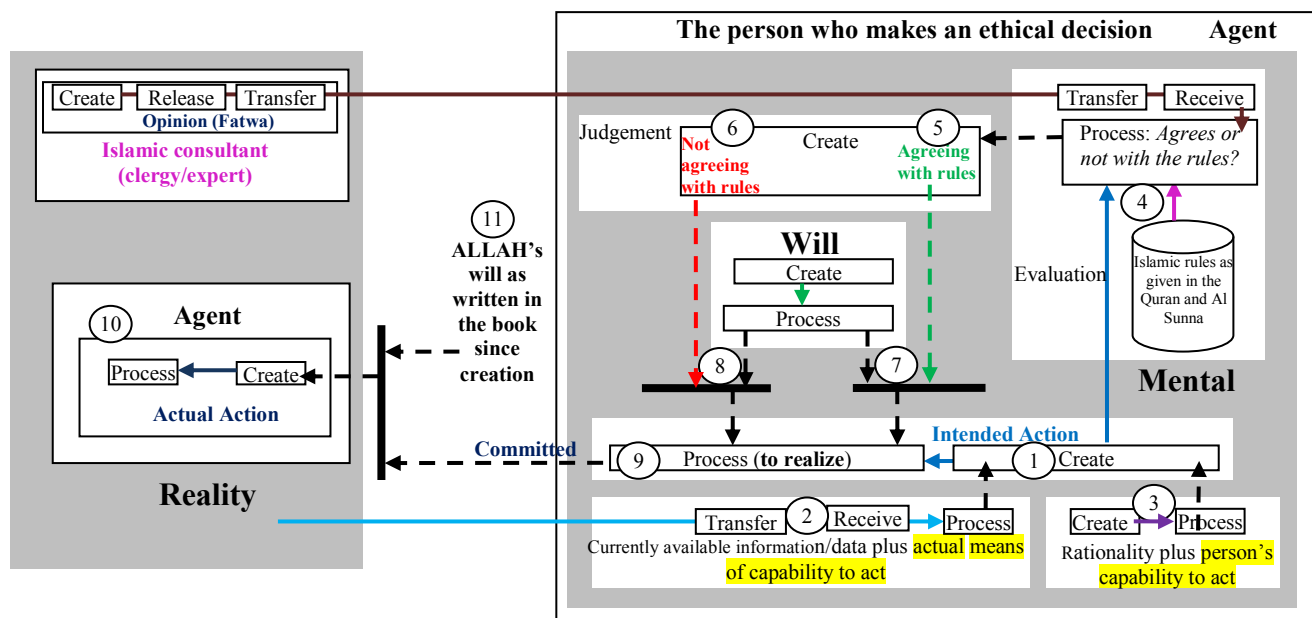 The person who makes an ethical decision Agent
Create Release Transfer
Opinion (Fatwa)
Islamic consultant
(clergy/expert)
Transfer Receive
Process: Agrees or
not with the rules?
Judgement
6
5
Create
Not
agreeing
with rules
Agreeing
with rules
4
Islamic rules as
given in the
Quran and Al
Sunna
Evaluation
Mental
11
ALLAH's
will as
written in
the book
since
creation
Will
Create
Process
8
7
10
Agent
Process Create
Actual Action
Reality
Committed
Intended Action
9
Process (to realize)
1
Create
Transfer 2 Receive Process
Currently available information/data plus actual means
of capability to act
3
Create Process
Rationality plus person's
capability to act